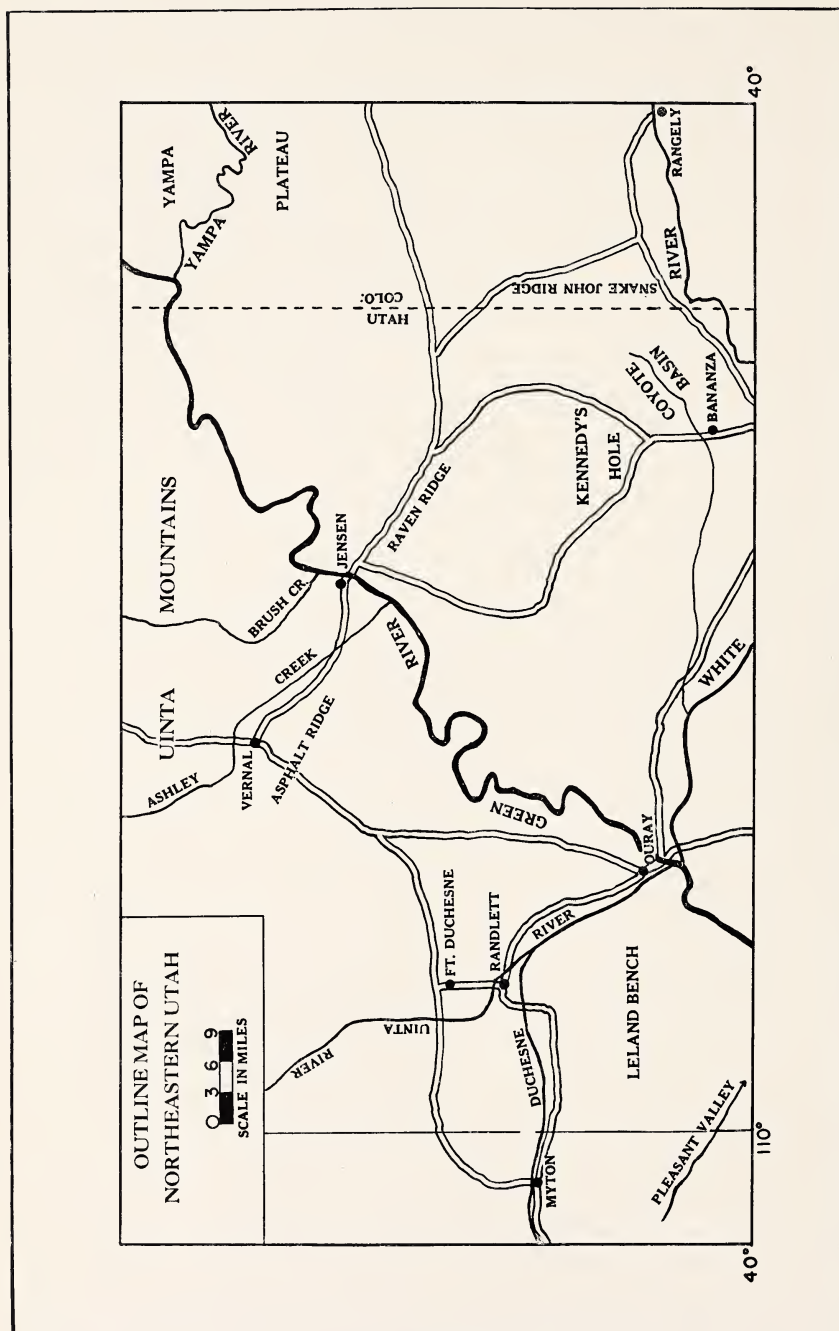 OUTLINE MAP OF
NORTHEASTERN UTAH
0 3 6 9
SCALE IN MILES
UINTA
MOUNTAINS
YAMPA
PLATEAU
YAMPA
RIVER
ASHLEY
CREEK
BRUSH CR.
VERNAL
ASPHALT RIDGE
JENSEN
RAVEN RIDGE
UTAH
COLO.
SNAKE JOHN RIDGE
KENNEDY'S
HOLE
COYOTE
BASIN
BANANZA
RANGELY
RIVER
WHITE
GREEN
RIVER
OURAY
FT. DUCHESNE
RANDLETT
RIVER
UINTA
RIVER
DUCHESNE
MYTON
LELAND BENCH
PLEASANT VALLEY
40°
110°
40°